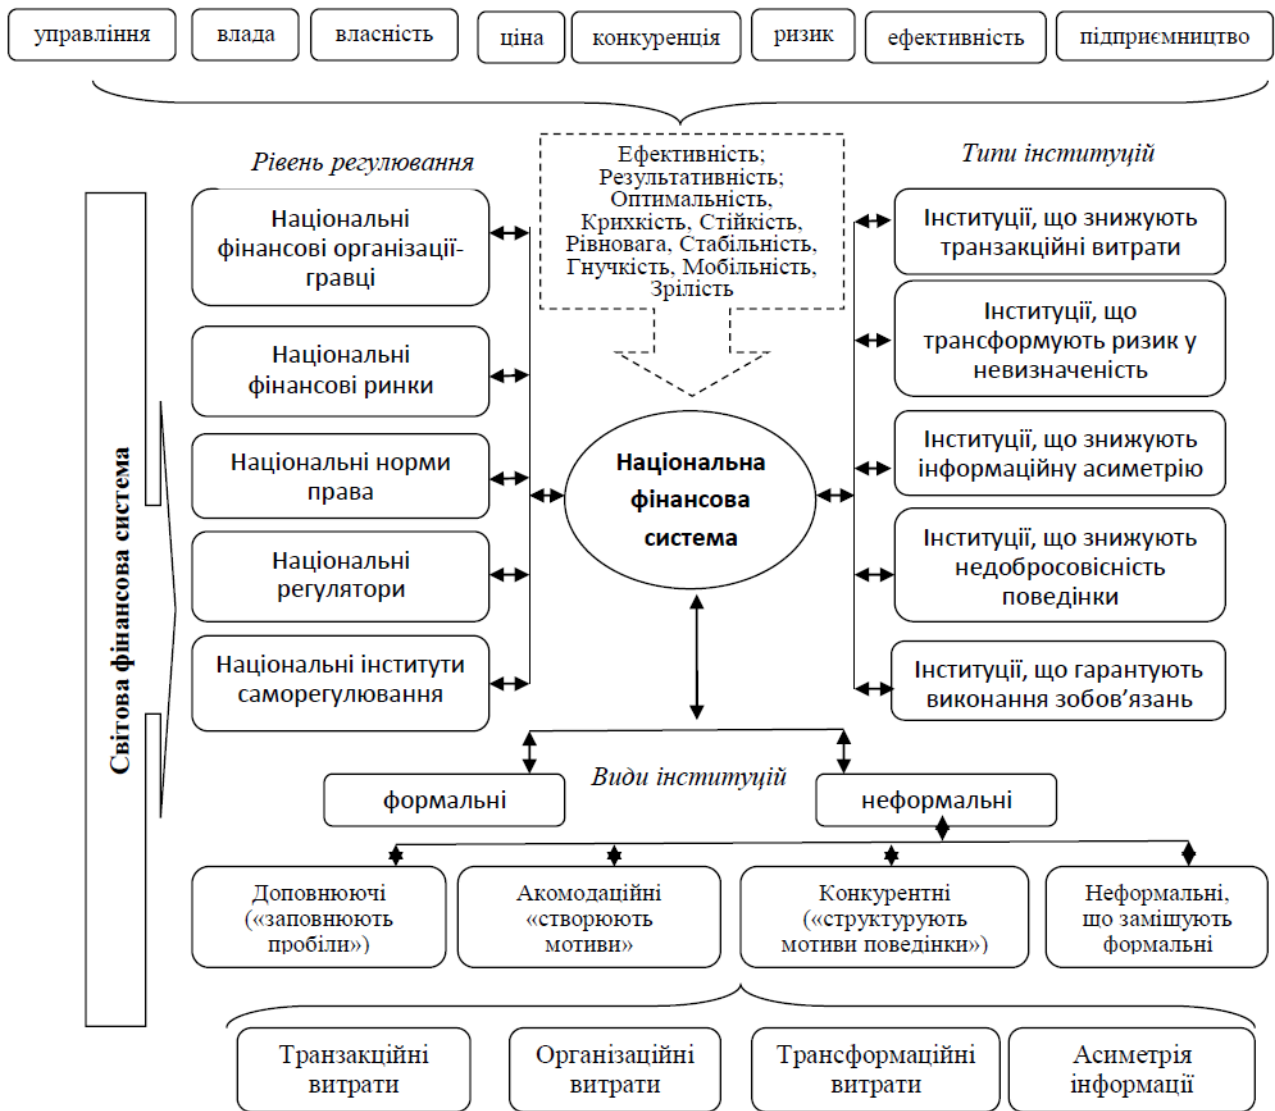 управління
влада
власність
ціна
конкуренція
ризик
ефективність
підприємництво
Рівень регулювання
Ефективність;
Результативність;
Оптимальність,
Крихкість, Стійкість,
Рівновага, Стабільність,
Гнучкість, Мобільність,
Зрілість
Типи інституцій
Світова фінансова система
Національні
фінансові організації-
гравці
Національні
фінансові ринки
Національні норми
права
Національні
регулятори
Національні інститути
саморегулювання
Національна
фінансова
система
Інституції, що знижують
транзакційні витрати
Інституції, що
трансформують ризик у
невизначеність
Інституції, що знижують
інформаційну асиметрію
Інституції, що знижують
недобросовісність
поведінки
Інституції, що гарантують
виконання зобов’язань
Види інституцій
формальні
неформальні
Доповнюючі
(«заповнюють
пробіли»)
Акомодаційні
«створюють
мотиви»
Конкурентні
(«структурують
мотиви поведінки»)
Неформальні,
що заміщують
формальні
Транзакційні
витрати
Організаційні
витрати
Трансформаційні
витрати
Асиметрія
інформації